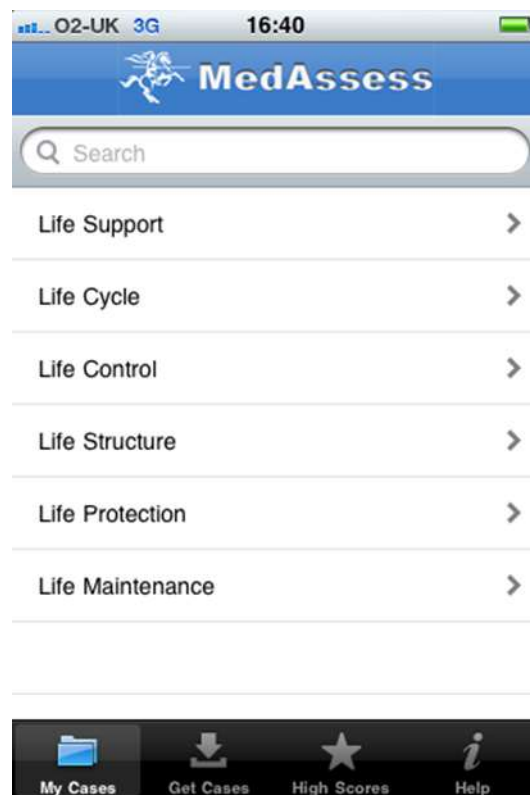 O2-UK 3G 16:40
MedAssess
Search
Life Support
Life Cycle
Life Control
Life Structure
Life Protection
Life Maintenance
My Cases Get Cases High Scores Help